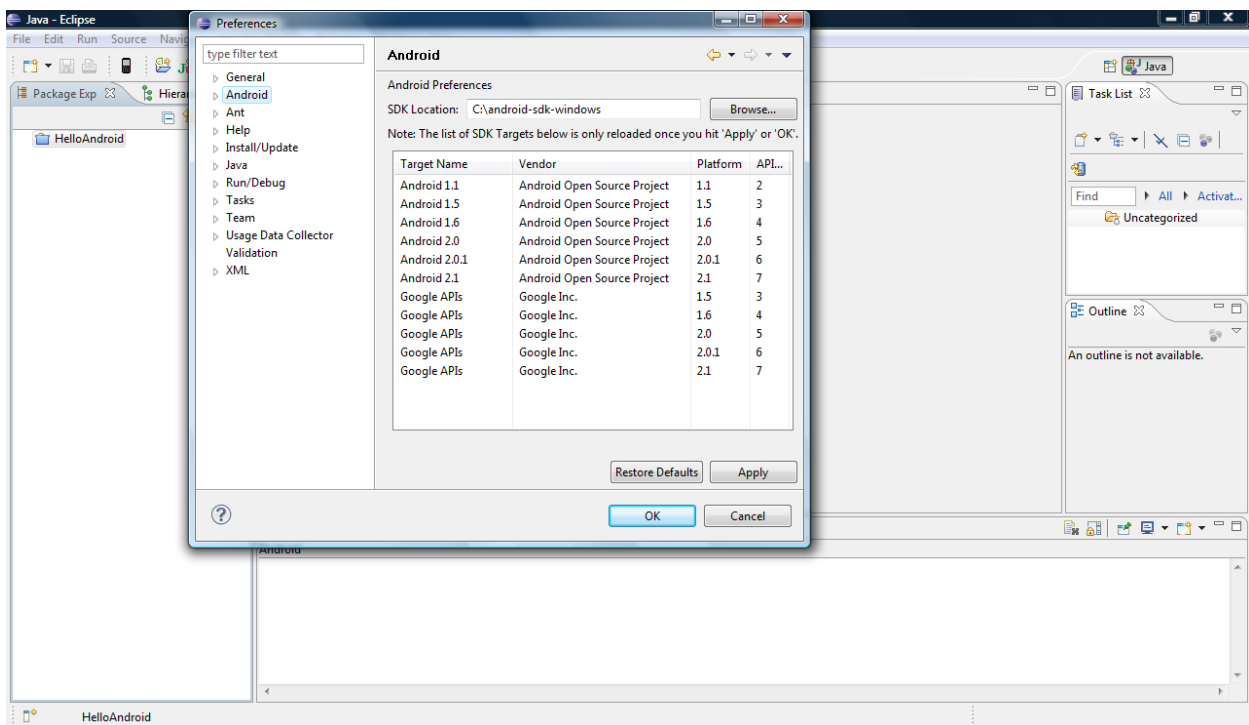 Java - Eclipse
File Edit Run Source Navig
Java
Package Exp Hierar
HelloAndroid
Preferences
type filter text
General
Android
Ant
Help
Install/Update
Java
Run/Debug
Tasks
Team
Usage Data Collector
Validation
XML
Android
Android Preferences
SDK Location: C:\android-sdk-windows Browse...
Note: The list of SDK Targets below is only reloaded once you hit 'Apply' or 'OK'.
Target Name Vendor Platform API...
Android 1.1 Android Open Source Project 1.1 2
Android 1.5 Android Open Source Project 1.5 3
Android 1.6 Android Open Source Project 1.6 4
Android 2.0 Android Open Source Project 2.0 5
Android 2.0.1 Android Open Source Project 2.0.1 6
Android 2.1 Android Open Source Project 2.1 7
Google APIs Google Inc. 1.5 3
Google APIs Google Inc. 1.6 4
Google APIs Google Inc. 2.0 5
Google APIs Google Inc. 2.0.1 6
Google APIs Google Inc. 2.1 7
Restore Defaults Apply
OK Cancel
Task List
Find All Activat...
Uncategorized
Outline
An outline is not available.
Android
HelloAndroid